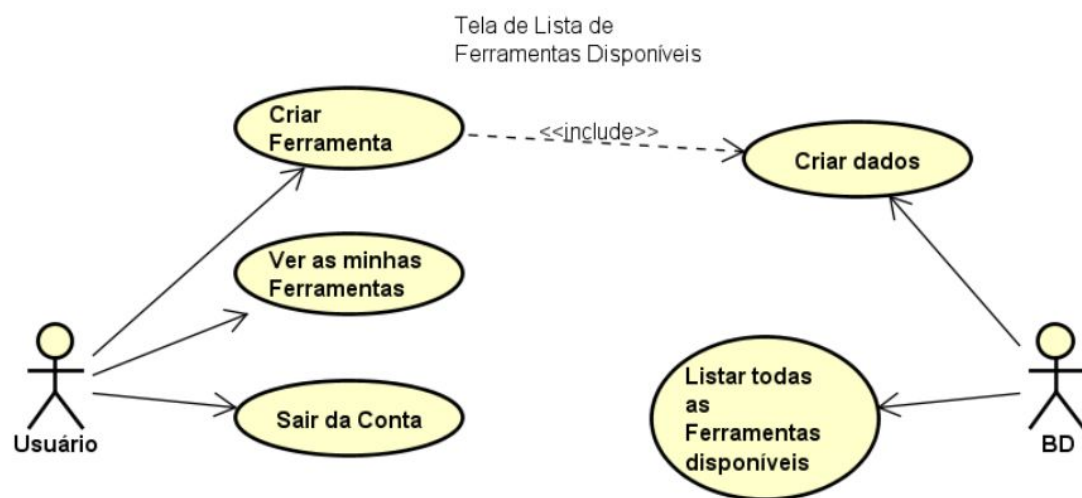 Tela de Lista de
Ferramentas Disponíveis
Criar
Ferramenta
<<include>>
Criar dados
Ver as minhas
Ferramentas
Sair da Conta
Listar todas
as
Ferramentas
disponíveis
Usuário
BD